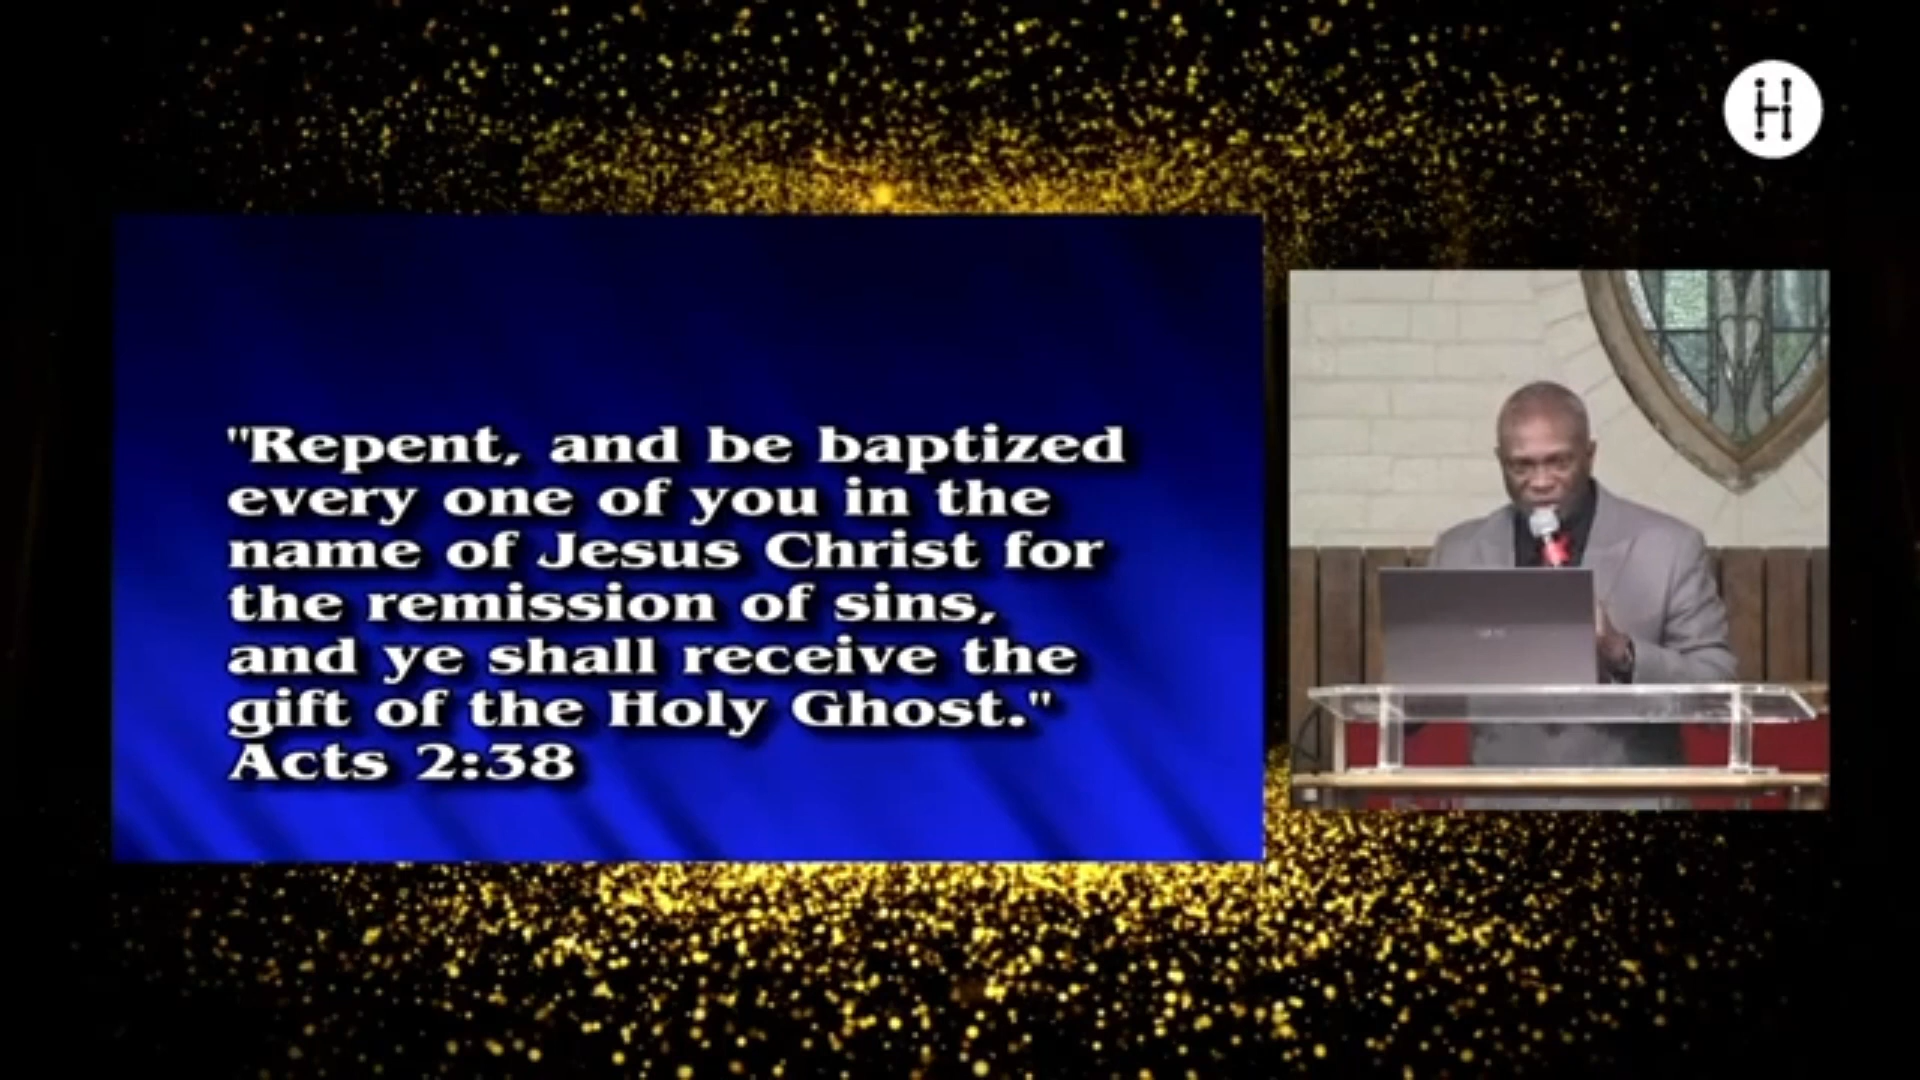 "Repent, and be baptized
every one of you in the
name of Jesus Christ for
the remission of sins,
and ye shall receive the
gift of the Holy Ghost."
Acts 2:38
H